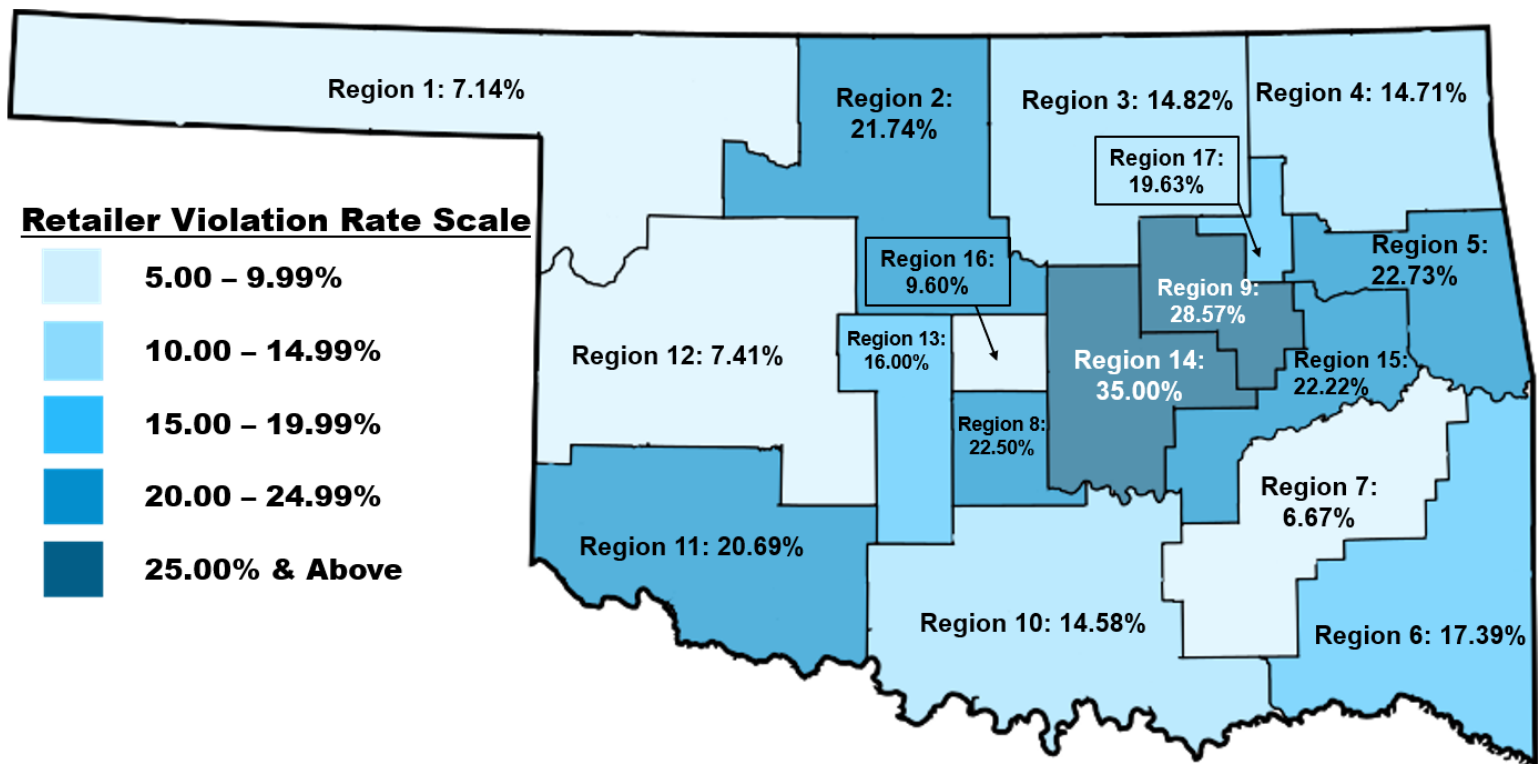 Region 1: 7.14%
Region 2:
21.74%
Region 3: 14.82%
Region 4: 14.71%
Region 17:
19.63%
Retailer Violation Rate Scale
5.00 – 9.99%
10.00 – 14.99%
15.00 – 19.99%
20.00 – 24.99%
25.00% & Above
Region 16:
9.60%
Region 5:
22.73%
Region 9:
28.57%
Region 12: 7.41%
Region 13:
16.00%
Region 14:
35.00%
Region 15:
22.22%
Region 8:
22.50%
Region 7:
6.67%
Region 11: 20.69%
Region 10: 14.58%
Region 6: 17.39%